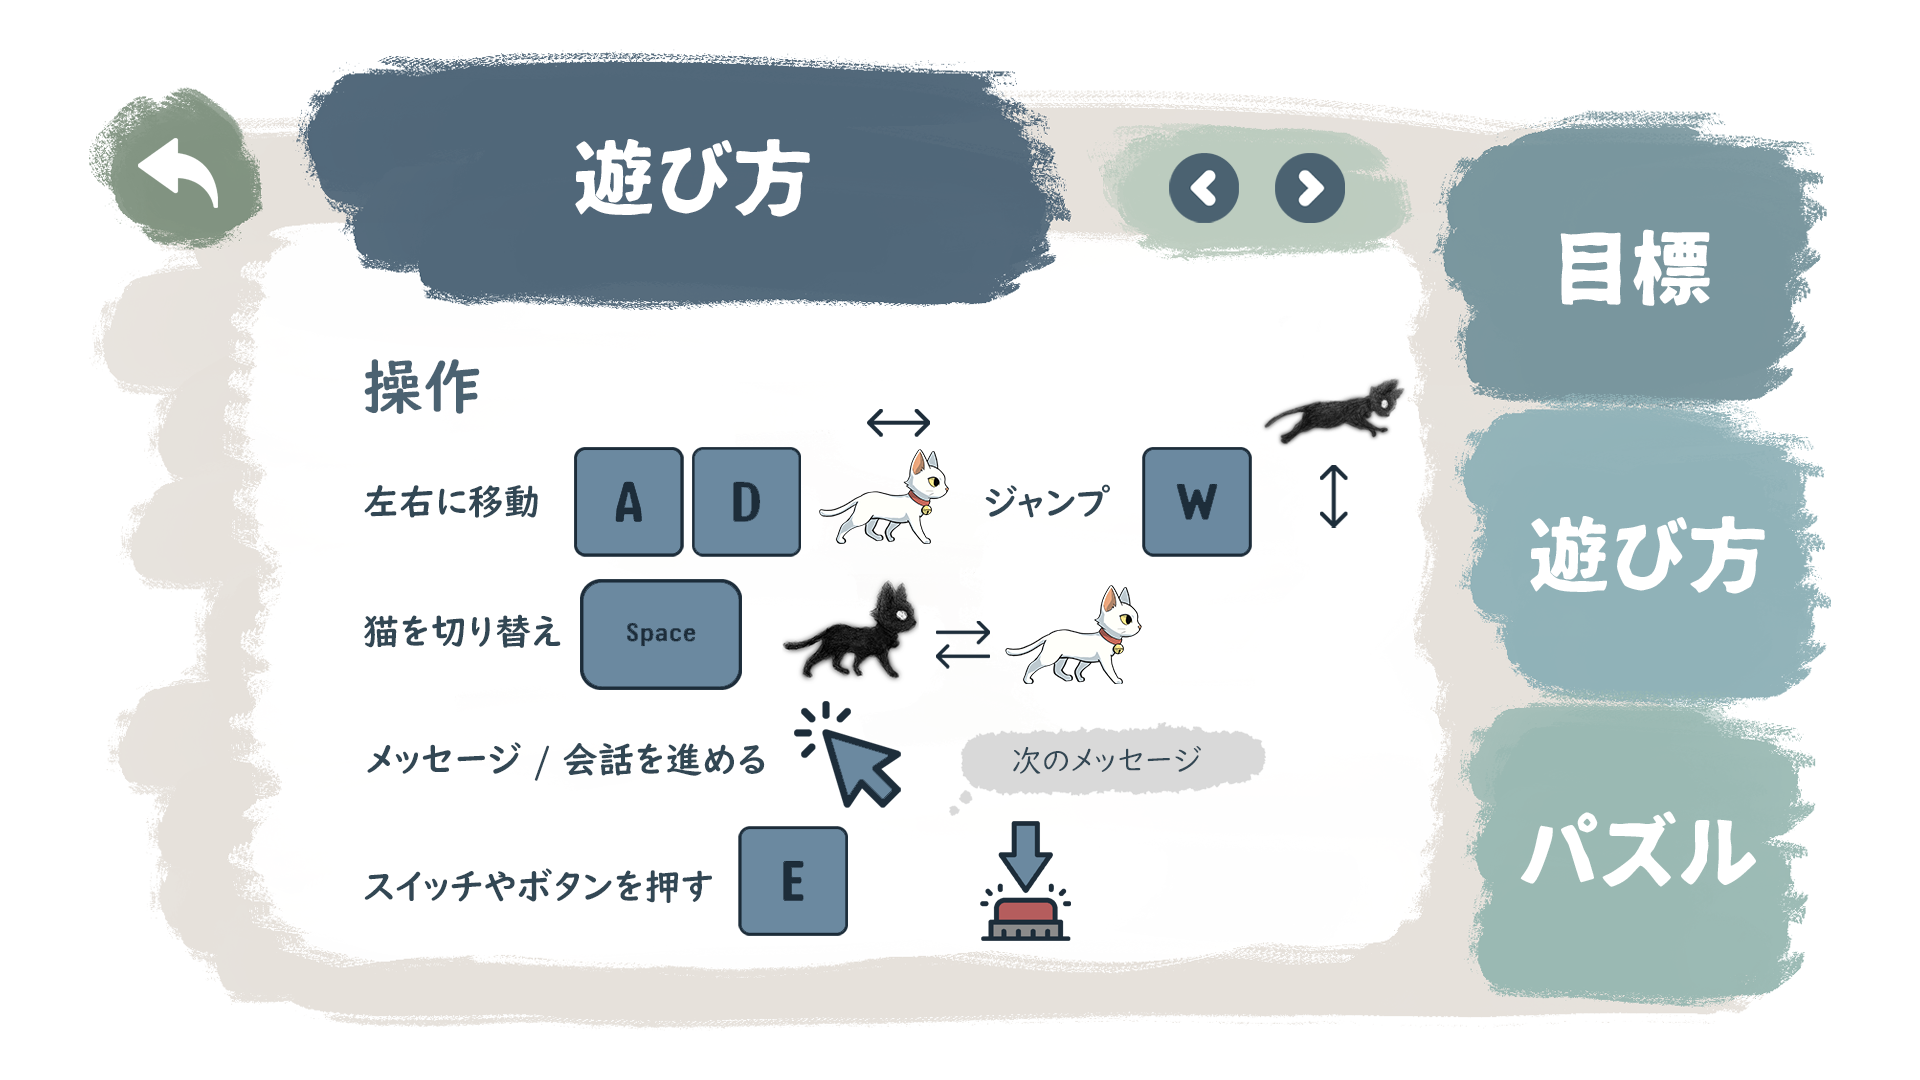 遊び方
目標
遊び方
パズル
操作
左右に移動 A D ジャンプ W
猫を切り替え Space
メッセージ / 会話を進める 次のメッセージ
スイッチやボタンを押す E